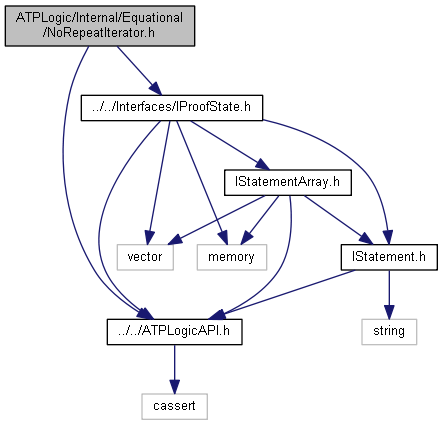 ATPLogic/Internal/Equational
/NoRepeatIterator.h
../../Interfaces/IProofState.h
IStatementArray.h
vector
memory
IStatement.h
../../ATPLogicAPI.h
string
cassert